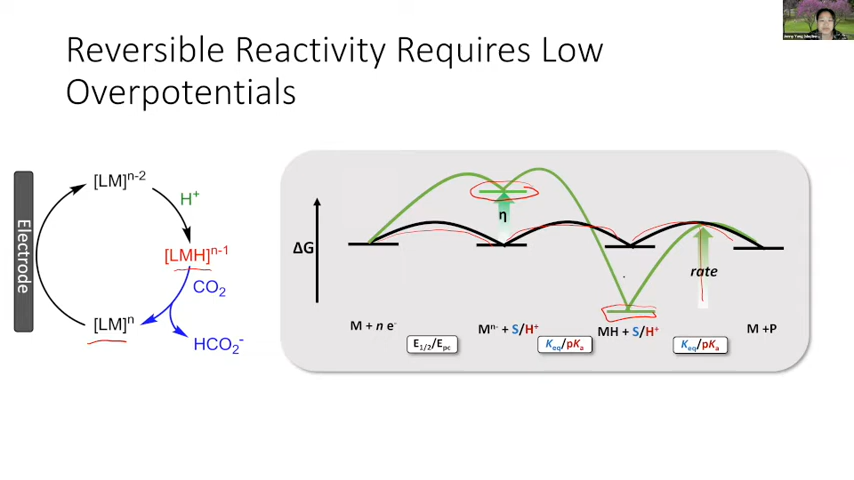 Reversible Reactivity Requires Low
Overpotentials
Electrode
[LM]ⁿ⁻²
H⁺
[LMH]ⁿ⁻¹
CO₂
[LM]ⁿ
HCO₂⁻
ΔG
η
rate
M + n e⁻
Mⁿ⁻ + S/H⁺
MH + S/H⁺
M +P
E₁/₂/Epc
Keq/pKa
Keq/pKa